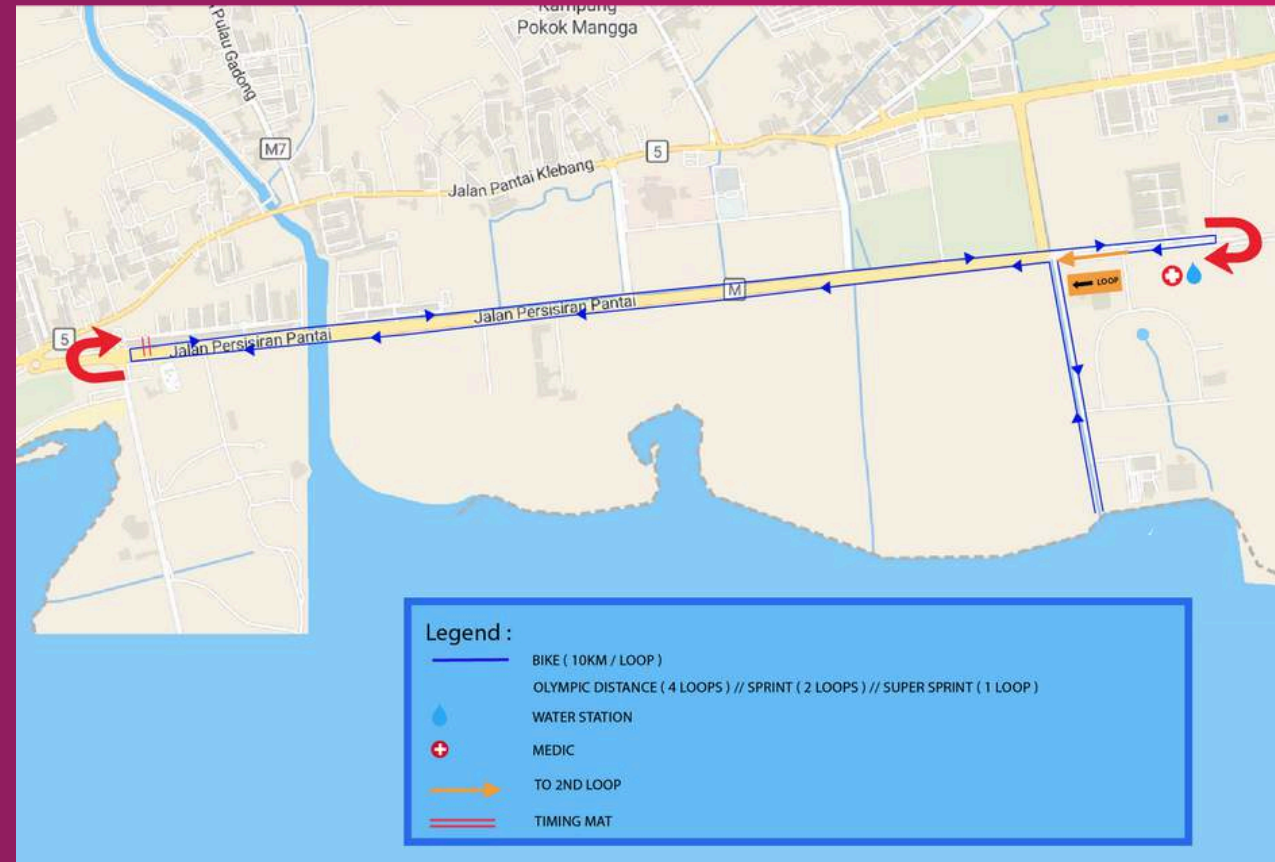 Kampung
Pokok Mangga
Pulau Gadong
M7
5
Jalan Pantai Klebang
LOOP
M
Jalan Persisiran Pantai
5
Jalan Persisiran Pantai
Legend :
BIKE ( 10KM / LOOP )
OLYMPIC DISTANCE ( 4 LOOPS ) // SPRINT ( 2 LOOPS ) // SUPER SPRINT ( 1 LOOP )
WATER STATION
MEDIC
TO 2ND LOOP
TIMING MAT